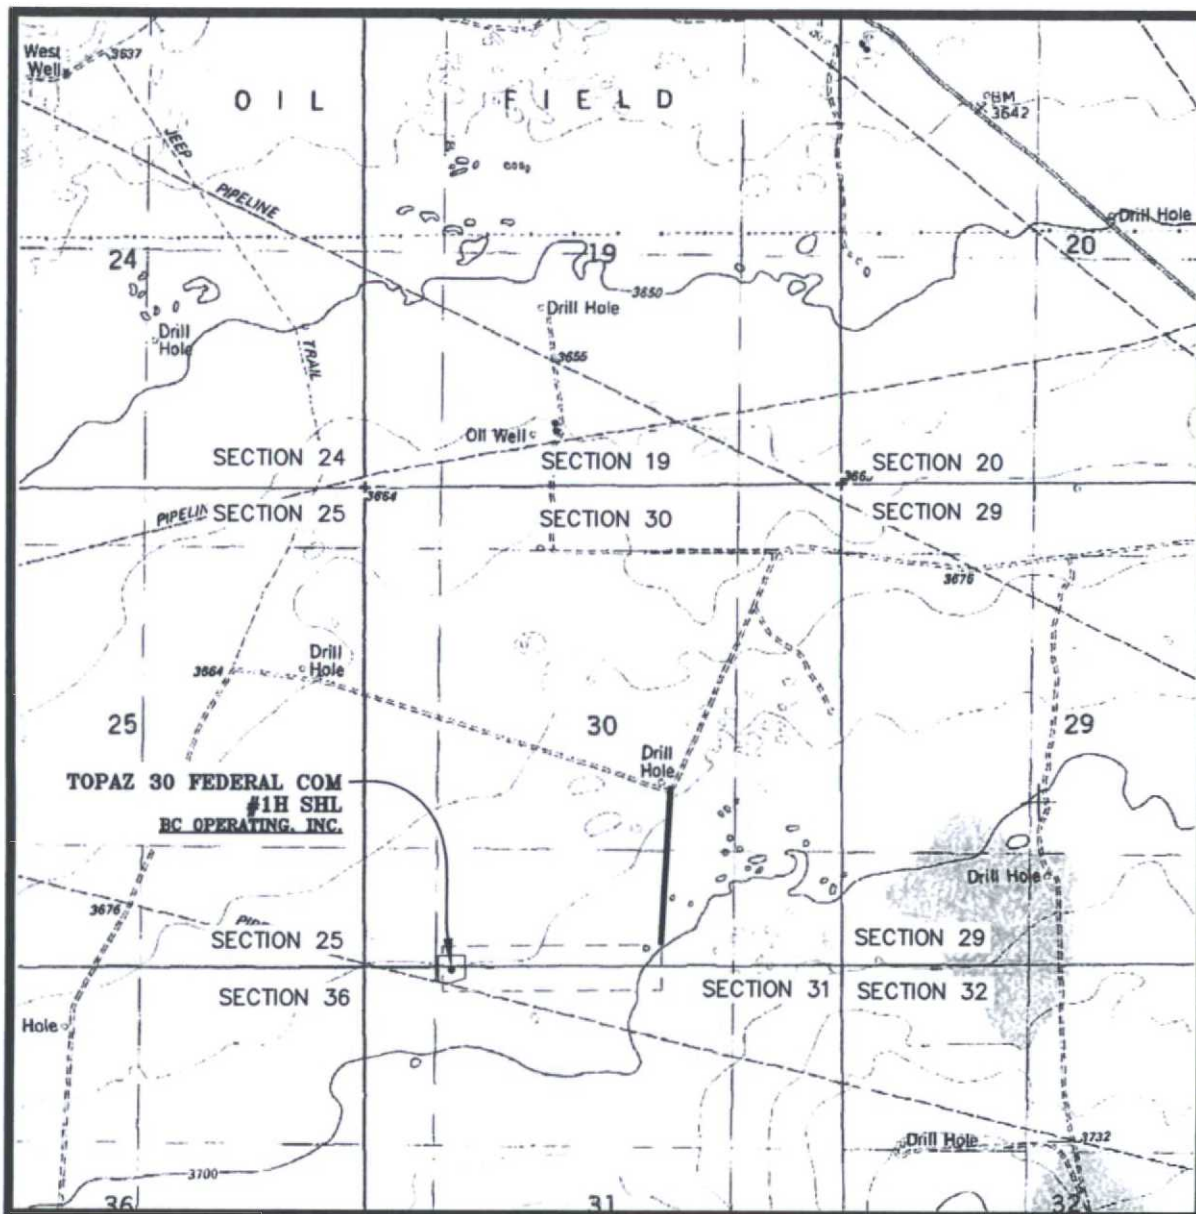 West
Well
3637
OIL FIELD
BM
3642
JEEP
PIPELINE
Drill Hole
24
19
20
3650
Drill Hole
Drill
Hole
TRAIL
3655
Oil Well
SECTION 24
SECTION 19
SECTION 20
3664
SECTION 25
SECTION 30
SECTION 29
3676
Drill
Hole
3664
25
30
29
Drill
Hole
TOPAZ 30 FEDERAL COM
#1H SHL
BC OPERATING, INC.
Drill Hole
3676
SECTION 25
SECTION 29
SECTION 36
SECTION 31
SECTION 32
Hole
Drill Hole
3732
3700
36
31
32